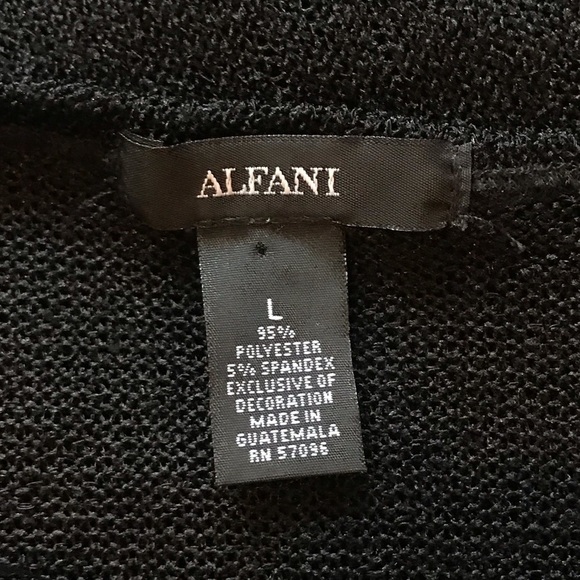 ALFANI
L
95%
POLYESTER
5% SPANDEX
EXCLUSIVE OF
DECORATION
MADE IN
GUATEMALA
RN 57096